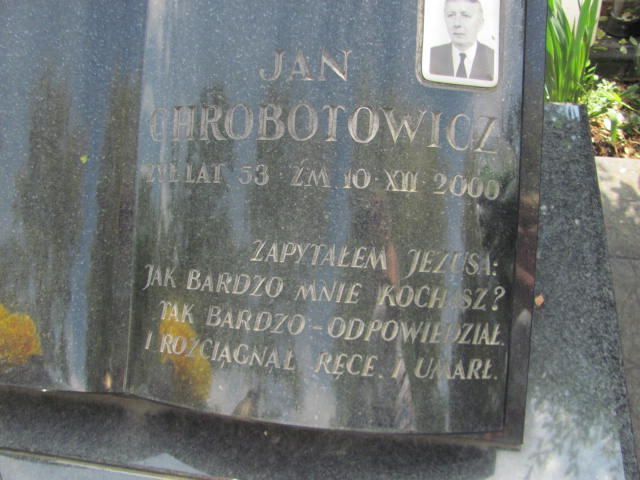 JAN
CHROBOTOWICZ
ŻYŁ LAT 53 · ZM 10 · XII · 2000
ZAPYTAŁEM JEZUSA:
JAK BARDZO MNIE KOCHASZ?
TAK BARDZO - ODPOWIEDZIAŁ.
I ROZCIĄGNĄŁ RĘCE. I UMARŁ.